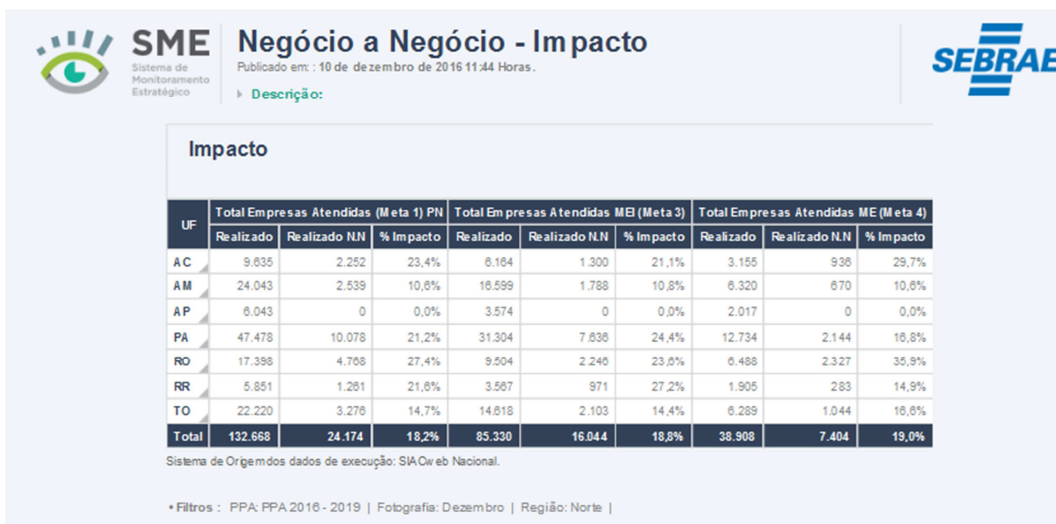 SME
Sistema de
Monitoramento
Estratégico
Negócio a Negócio - Impacto
Publicado em: : 10 de dezembro de 2016 11:44 Horas.
Descrição:
SEBRAE
Impacto
UF Total Empresas Atendidas (Meta 1) PN Total Empresas Atendidas MEI (Meta 3) Total Empresas Atendidas ME (Meta 4)
Realizado Realizado N.N % Impacto Realizado Realizado N.N % Impacto Realizado Realizado N.N % Impacto
AC 9.635 2.252 23,4% 6.164 1.300 21,1% 3.155 936 29,7%
AM 24.043 2.539 10,6% 16.599 1.788 10,8% 6.320 670 10,6%
AP 6.043 0 0,0% 3.574 0 0,0% 2.017 0 0,0%
PA 47.478 10.078 21,2% 31.304 7.636 24,4% 12.734 2.144 16,8%
RO 17.398 4.768 27,4% 9.504 2.246 23,6% 6.488 2.327 35,9%
RR 5.851 1.261 21,6% 3.567 971 27,2% 1.905 283 14,9%
TO 22.220 3.276 14,7% 14.618 2.103 14,4% 6.289 1.044 16,6%
Total 132.668 24.174 18,2% 85.330 16.044 18,8% 38.908 7.404 19,0%
Sistema de Origem dos dados de execução: SIACweb Nacional.
• Filtros : PPA: PPA 2016 - 2019 | Fotografia: Dezembro | Região: Norte |